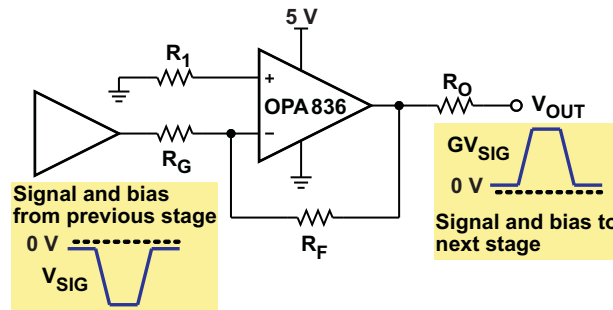 5 V
R1
+
OPA836
−
RG
RO
VOUT
GVSIG
0 V
Signal and bias to
next stage
RF
Signal and bias
from previous stage
0 V
VSIG